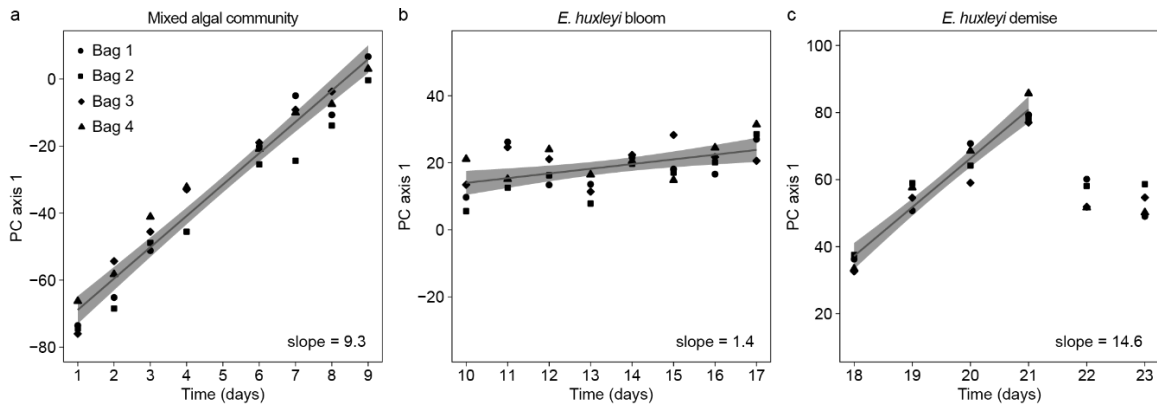 a
Mixed algal community
Bag 1
Bag 2
Bag 3
Bag 4
PC axis 1
0
−20
−40
−60
−80
slope = 9.3
1 2 3 4 5 6 7 8 9
Time (days)
b
E. huxleyi bloom
PC axis 1
40
20
0
−20
slope = 1.4
10 11 12 13 14 15 16 17
Time (days)
c
E. huxleyi demise
PC axis 1
100
80
60
40
20
slope = 14.6
18 19 20 21 22 23
Time (days)